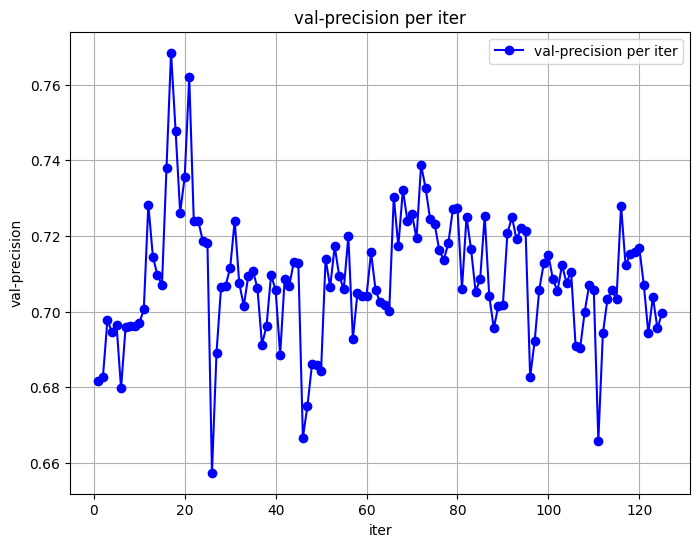 val-precision per iter
val-precision per iter
0.76
0.74
0.72
0.70
0.68
0.66
val-precision
0 20 40 60 80 100 120
iter